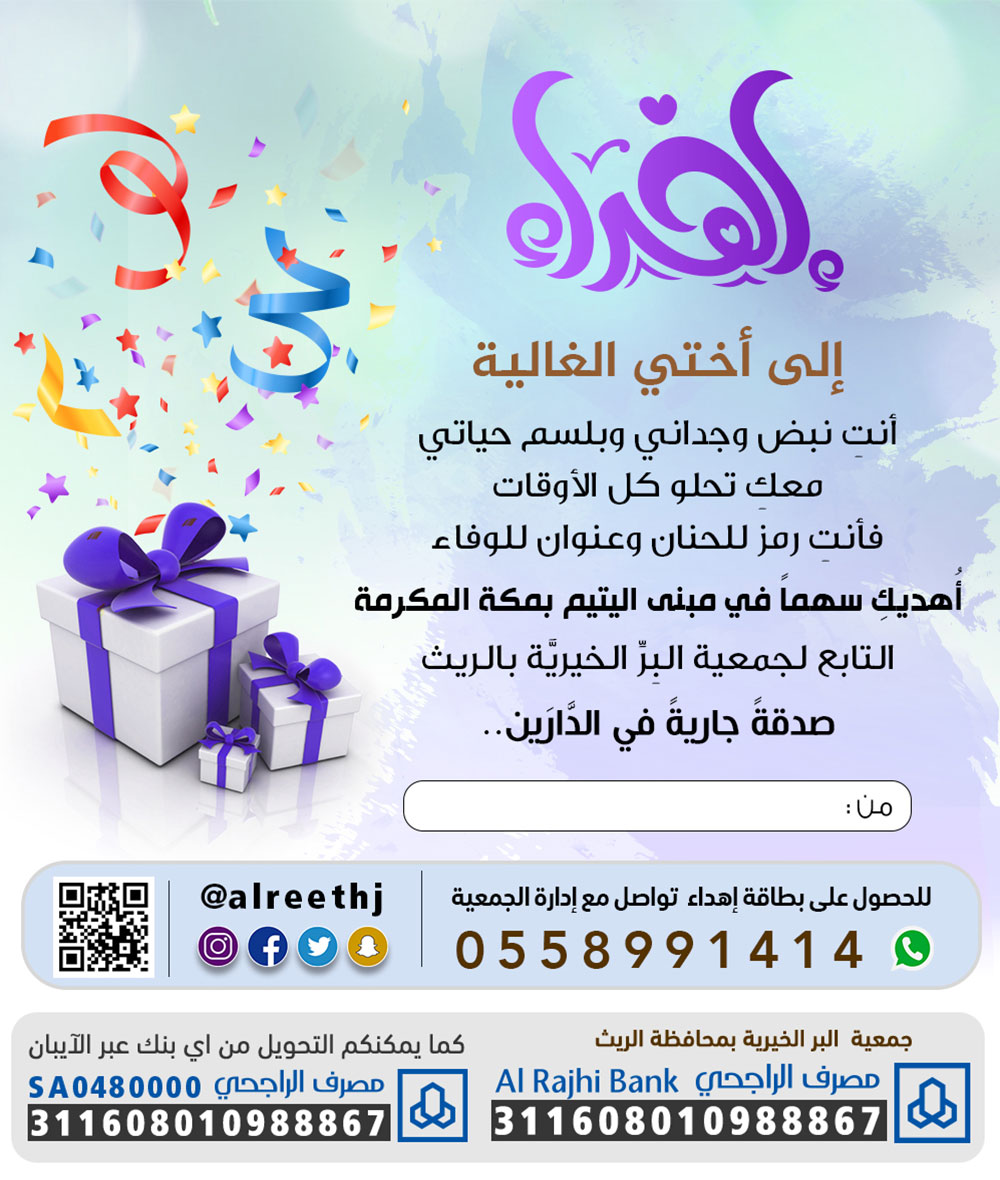 إهداء
إلى أختي الغالية
أنتِ نبض وجداني وبلسم حياتي
معكِ تحلو كل الأوقات
فأنتِ رمز للحنان وعنوان للوفاء
أُهديكِ سهماً في مبنى اليتيم بمكة المكرمة
التابع لجمعية البِرِّ الخيريَّة بالريث
صدقةً جاريةً في الدَّارَين..
من:
للحصول على بطاقة إهداء تواصل مع إدارة الجمعية
0558991414
@alreethj
جمعية البر الخيرية بمحافظة الريث
مصرف الراجحي Al Rajhi Bank
311608010988867
كما يمكنكم التحويل من اي بنك عبر الآيبان
مصرف الراجحي SA0480000
311608010988867